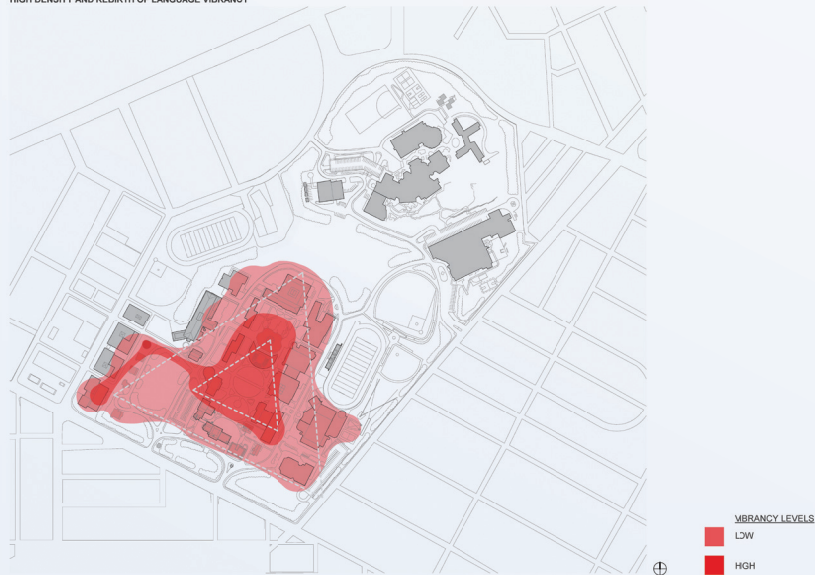 HIGH DENSITY AND REBIRTH OF LANGUAGE VIBRANCY
VIBRANCY LEVELS
LOW
HIGH